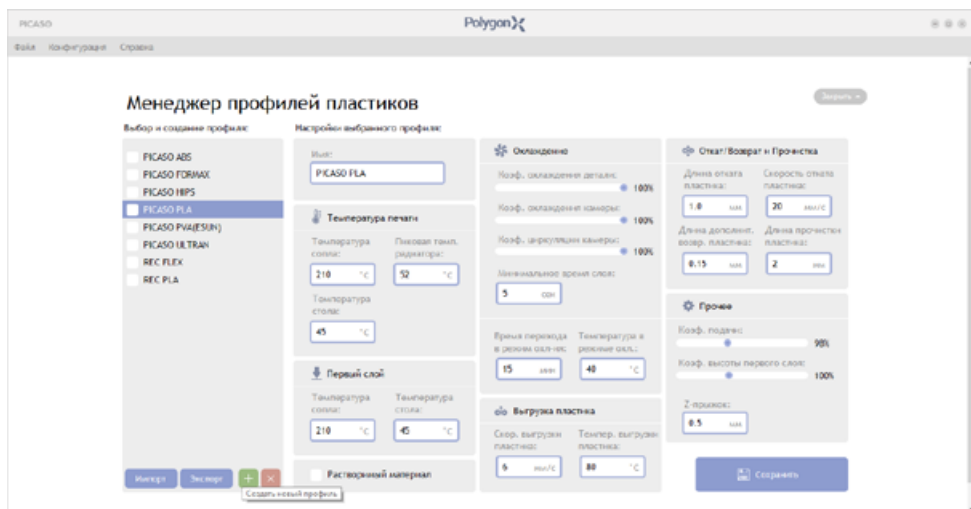 PICASO
Polygon X
Файл Конфигурация Справка
Менеджер профилей пластиков
Закрыть
Выбор и создание профиля:
PICASO ABS
PICASO FORMAX
PICASO HIPS
PICASO PLA
PICASO PVA(ESUN)
PICASO ULTRAN
REC FLEX
REC PLA
Импорт
Экспорт
Создать новый профиль
Настройки выбранного профиля:
Имя:
PICASO PLA
Температура печати
Температура сопла:
Пиковая темп. радиатора:
210 °C
52 °C
Температура стола:
45 °C
Первый слой
Температура сопла:
Температура стола:
210 °C
45 °C
Растворимый материал
Охлаждение
Коэф. охлаждения детали:
100%
Коэф. охлаждения камеры:
100%
Коэф. циркуляции камеры:
100%
Минимальное время слоя:
5 сек
Время перехода в режим охл-ия:
Температура в режиме охл.:
15 мин
40 °C
Выгрузка пластика
Скор. выгрузки пластика:
Темпер. выгрузки пластика:
6 мм/с
80 °C
Откат/Возврат и Прочистка
Длина отката пластика:
Скорость отката пластика:
1.0 мм
20 мм/с
Длина дополнит. возвр. пластика:
Длина прочистки пластика:
0.15 мм
2 мм
Прочее
Коэф. подачи:
98%
Коэф. высоты первого слоя:
100%
Z-прыжок:
0.5 мм
Сохранить